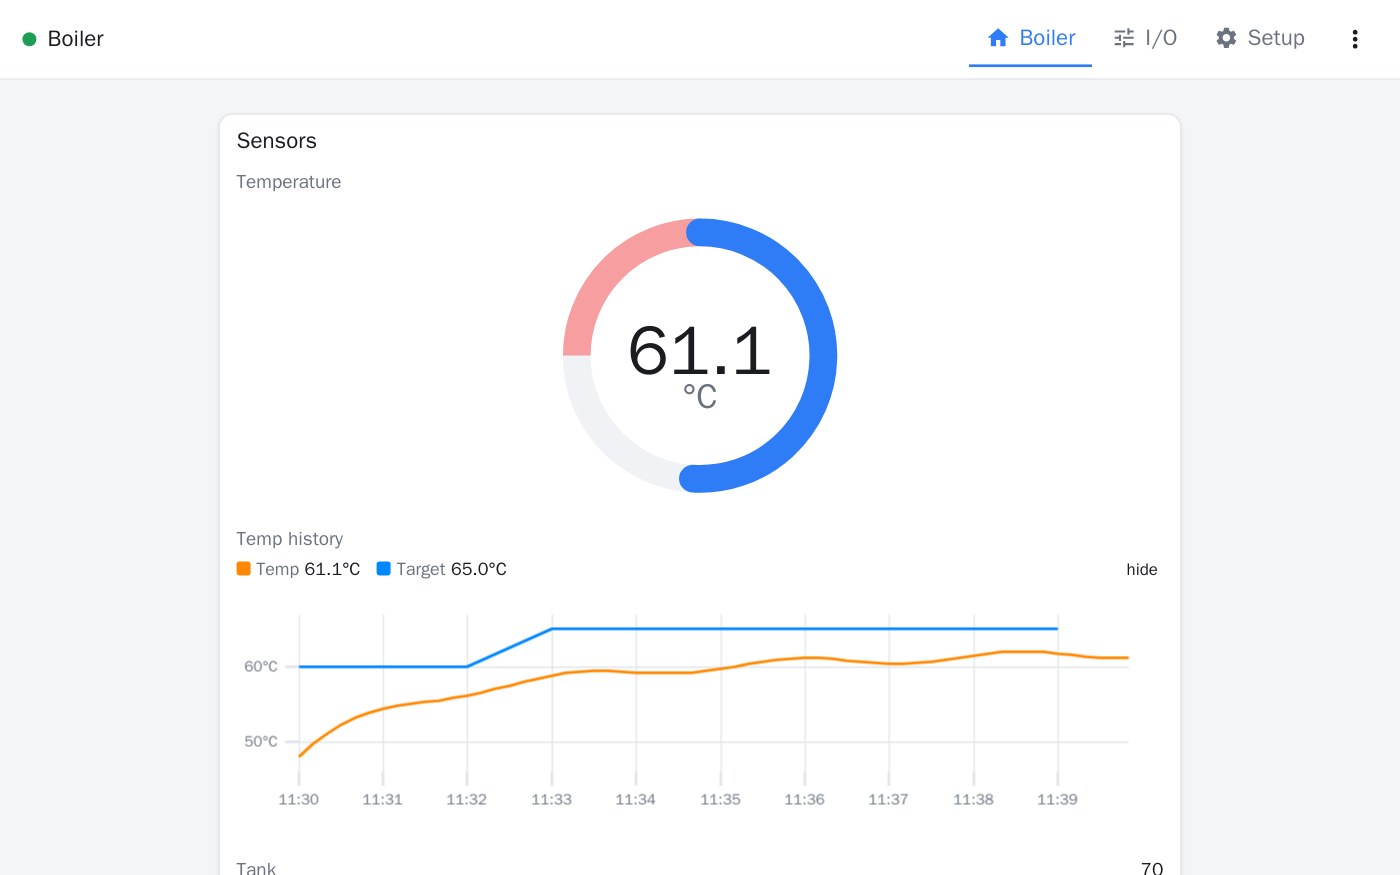 Boiler
Boiler I/O Setup
Sensors
Temperature
61.1
°C
Temp history
Temp 61.1°C Target 65.0°C hide
60°C
50°C
11:30 11:31 11:32 11:33 11:34 11:35 11:36 11:37 11:38 11:39
Tank 70